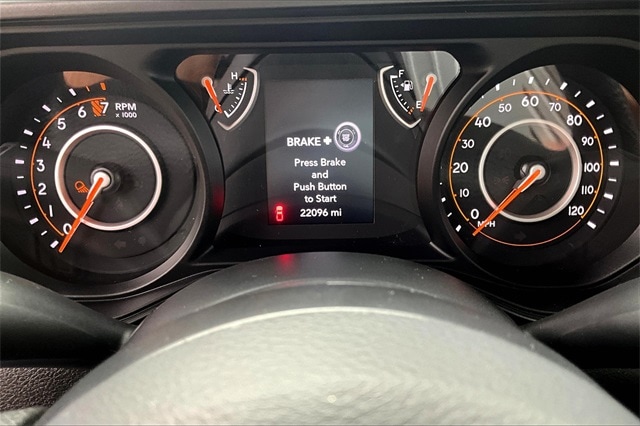 0 1 2 3 4 5 6 7
RPM
x 1000
H
C
F
E
BRAKE +
Press Brake
and
Push Button
to Start
22096 mi
0 10 20 30 40 50 60 70 80 90 100 110 120
MPH